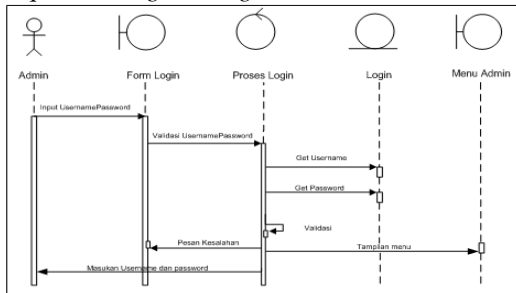 Admin
Form Login
Proses Login
Login
Menu Admin
Input UsernamePassword
Validasi UsernamePassword
Get Username
Get Password
Validasi
Pesan Kesalahan
Tampilan menu
Masukan Username dan password